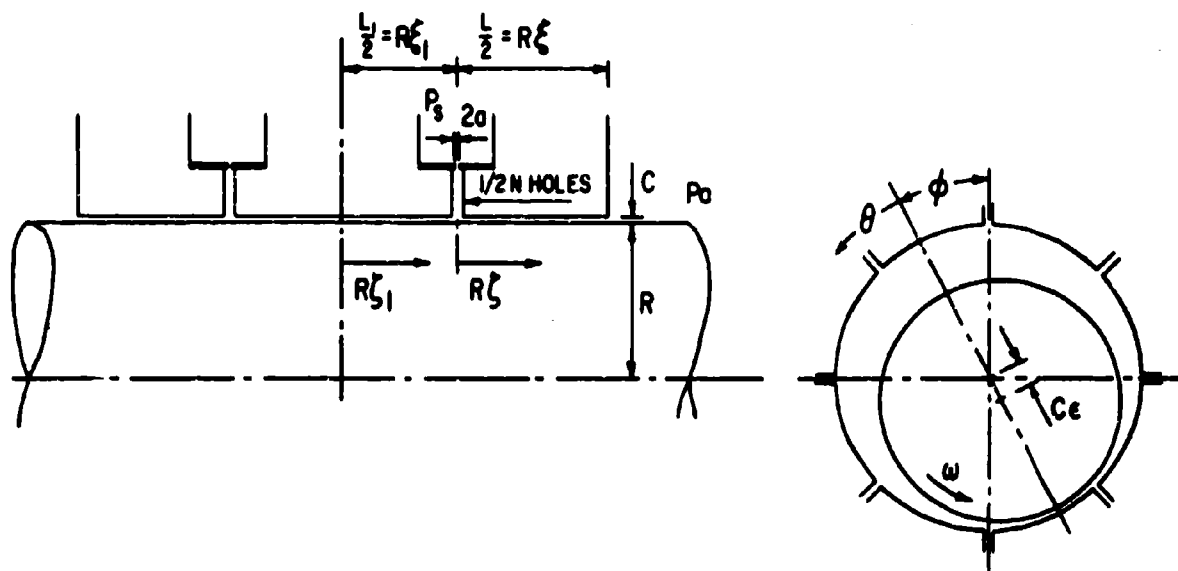 L₁/2 = Rξ₁
L/2 = Rξ
Ps
2a
1/2 N HOLES
C
Pa
Rζ₁
Rζ
R
θ
ϕ
Cε
ω